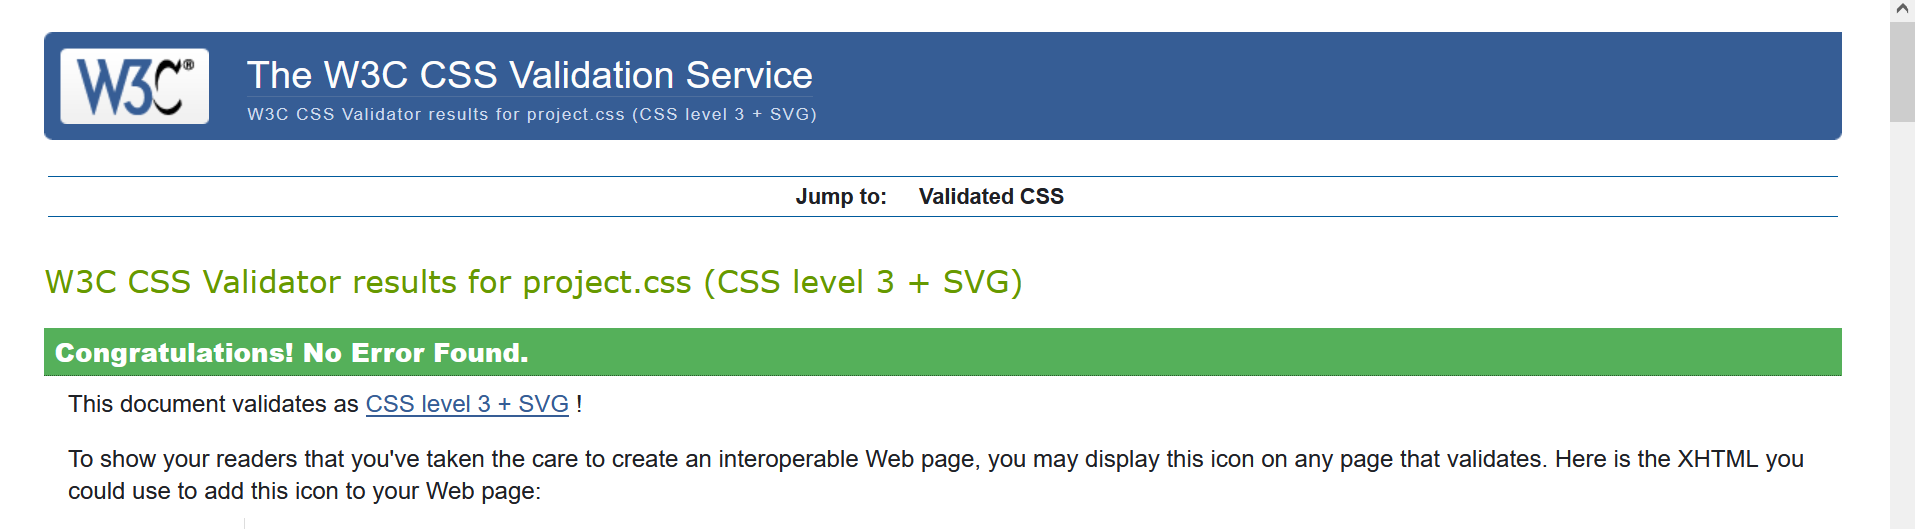 W3C®
The W3C CSS Validation Service
W3C CSS Validator results for project.css (CSS level 3 + SVG)
Jump to: Validated CSS
W3C CSS Validator results for project.css (CSS level 3 + SVG)
Congratulations! No Error Found.
This document validates as CSS level 3 + SVG !
To show your readers that you've taken the care to create an interoperable Web page, you may display this icon on any page that validates. Here is the XHTML you
could use to add this icon to your Web page: